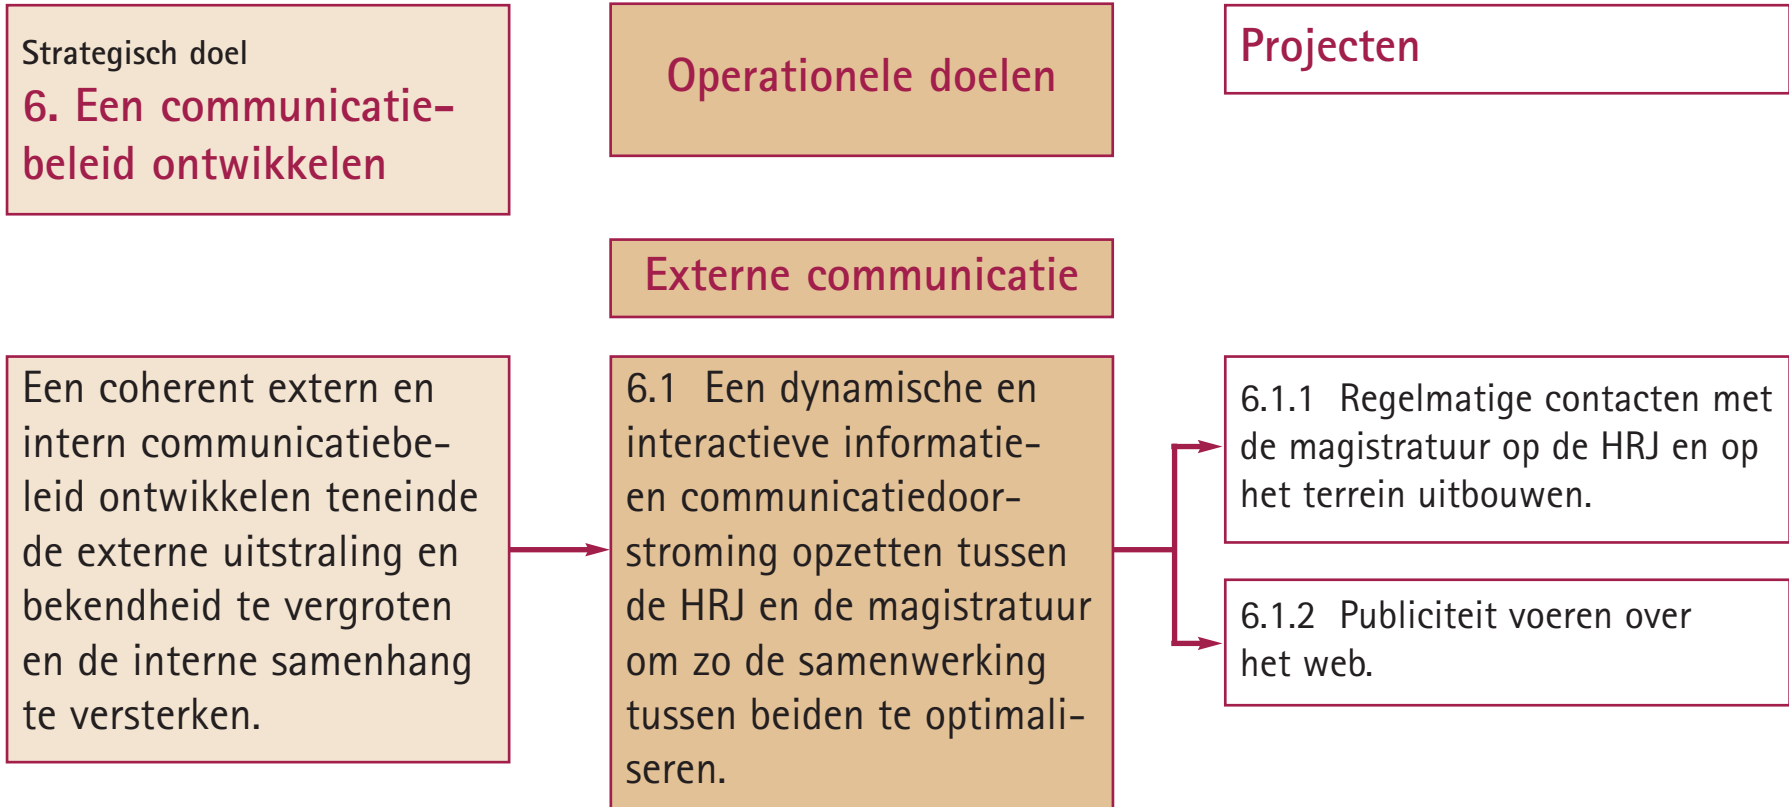 Strategisch doel
6. Een communicatie-
beleid ontwikkelen
Operationele doelen
Projecten
Externe communicatie
Een coherent extern en
intern communicatiebe-
leid ontwikkelen teneinde
de externe uitstraling en
bekendheid te vergroten
en de interne samenhang
te versterken.
6.1 Een dynamische en
interactieve informatie-
en communicatiedoor-
stroming opzetten tussen
de HRJ en de magistratuur
om zo de samenwerking
tussen beiden te optimali-
seren.
6.1.1 Regelmatige contacten met
de magistratuur op de HRJ en op
het terrein uitbouwen.
6.1.2 Publiciteit voeren over
het web.